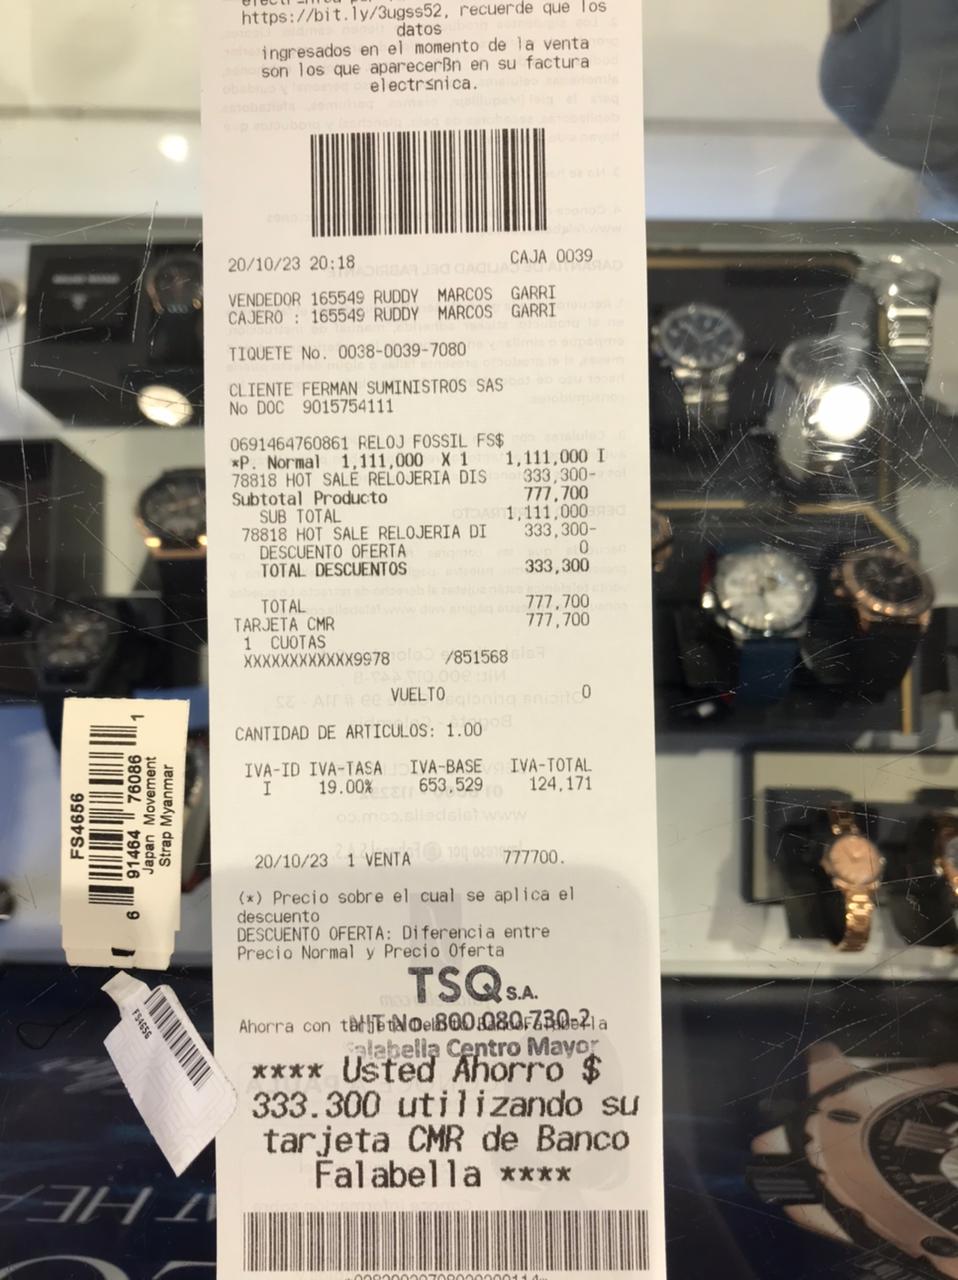 https://bit.ly/3ugss52, recuerde que los
datos
ingresados en el momento de la venta
son los que aparecerßn en su factura
electr≤nica.
20/10/23 20:18 CAJA 0039
VENDEDOR 165549 RUDDY MARCOS GARRI
CAJERO : 165549 RUDDY MARCOS GARRI
TIQUETE No. 0038-0039-7080
CLIENTE FERMAN SUMINISTROS SAS
No DOC 9015754111
0691464760861 RELOJ FOSSIL FS$
*P. Normal 1,111,000 X 1 1,111,000 I
78818 HOT SALE RELOJERIA DIS 333,300-
Subtotal Producto 777,700
SUB TOTAL 1,111,000
78818 HOT SALE RELOJERIA DI 333,300-
DESCUENTO OFERTA 0
TOTAL DESCUENTOS 333,300
TOTAL 777,700
TARJETA CMR 777,700
1 CUOTAS
XXXXXXXXXXXX9978 /851568
VUELTO 0
CANTIDAD DE ARTICULOS: 1.00
IVA-ID IVA-TASA IVA-BASE IVA-TOTAL
I 19.00% 653,529 124,171
20/10/23 1 VENTA 777700.
(*) Precio sobre el cual se aplica el
descuento
DESCUENTO OFERTA: Diferencia entre
Precio Normal y Precio Oferta
TSQ S.A.
NIT No. 800.080.730-2
Ahorra con tarjeta Debito Banco Falabella
Falabella Centro Mayor
**** Usted Ahorro $
333.300 utilizando su
tarjeta CMR de Banco
Falabella ****
FS4656
6 91464 76086 1
Japan Movement
Strap Myanmar
FS4656